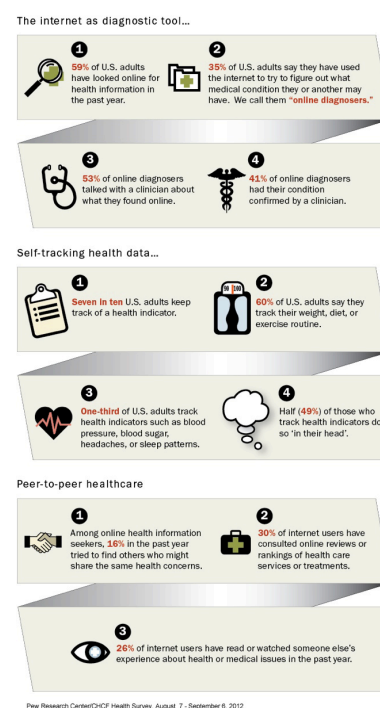 The internet as diagnostic tool...
1
59% of U.S. adults
have looked online for
health information in
the past year.
2
35% of U.S. adults say they have used
the internet to try to figure out what
medical condition they or another may
have. We call them “online diagnosers.”
3
53% of online diagnosers
talked with a clinician about
what they found online.
4
41% of online diagnosers
had their condition
confirmed by a clinician.
Self-tracking health data...
1
Seven in ten U.S. adults keep
track of a health indicator.
2
60% of U.S. adults say they
track their weight, diet, or
exercise routine.
3
One-third of U.S. adults track
health indicators such as blood
pressure, blood sugar,
headaches, or sleep patterns.
4
Half (49%) of those who
track health indicators do
so ‘in their head’.
Peer-to-peer healthcare
1
Among online health information
seekers, 16% in the past year
tried to find others who might
share the same health concerns.
2
30% of internet users have
consulted online reviews or
rankings of health care
services or treatments.
3
26% of internet users have read or watched someone else’s
experience about health or medical issues in the past year.
Pew Research Center/CHCF Health Survey, August 7 - September 6, 2012